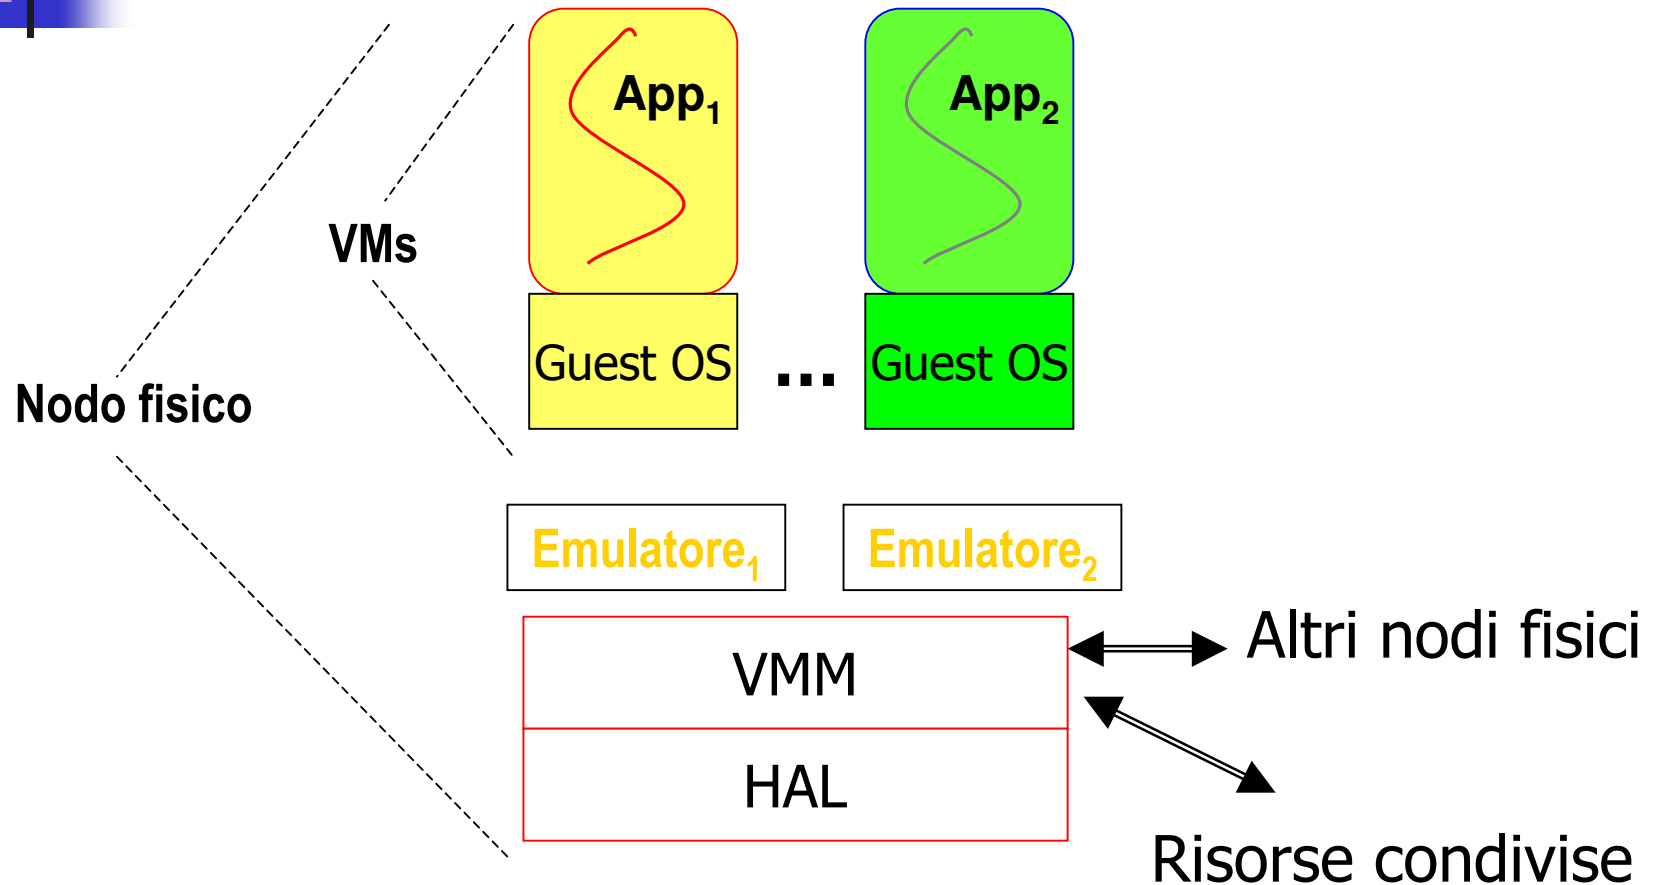 App1 App2
VMs
Guest OS ... Guest OS
Nodo fisico
Emulatore1 Emulatore2
Altri nodi fisici
VMM
HAL
Risorse condivise